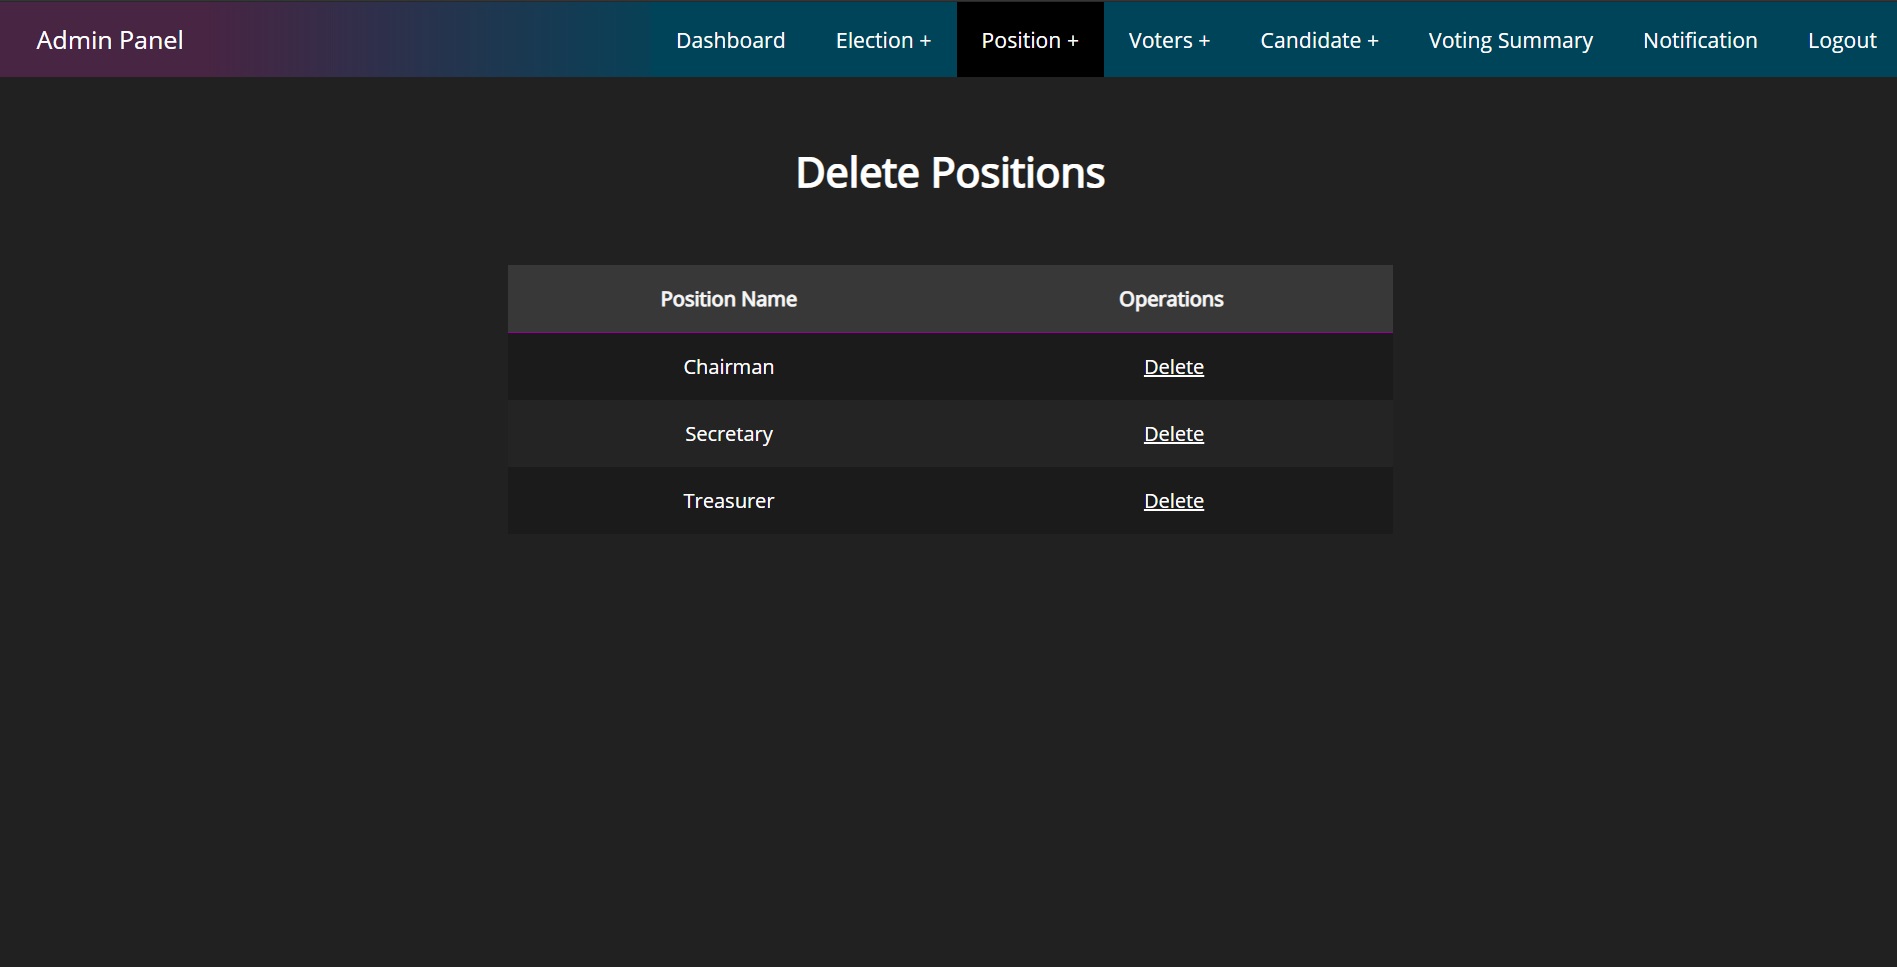 Admin Panel Dashboard Election + Position + Voters + Candidate + Voting Summary Notification Logout
Delete Positions
Position Name Operations
Chairman Delete
Secretary Delete
Treasurer Delete